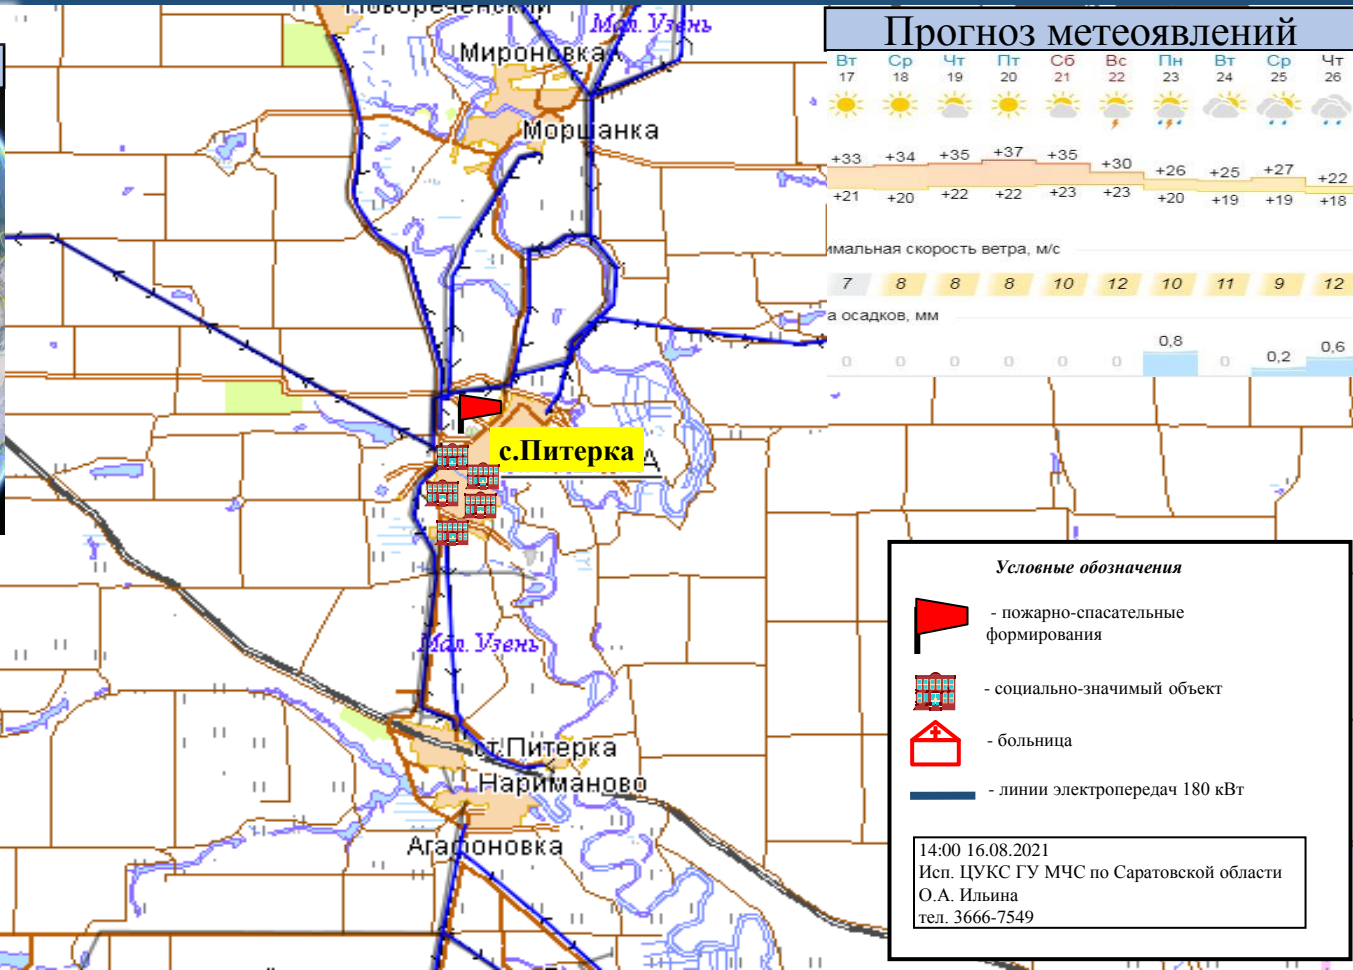 Новореченский
Мал. Узень
Мироновка
Моршанка
с.Питерка
Мал. Узень
ст.Питерка
Нариманово
Агафоновка
Прогноз метеоявлений
Вт Ср Чт Пт Сб Вс Пн Вт Ср Чт
17 18 19 20 21 22 23 24 25 26
+33 +34 +35 +37 +35 +30 +26 +25 +27 +22
+21 +20 +22 +22 +23 +23 +20 +19 +19 +18
имальная скорость ветра, м/с
7 8 8 8 10 12 10 11 9 12
а осадков, мм
0 0 0 0 0 0 0,8 0 0,2 0,6
Условные обозначения
- пожарно-спасательные
формирования
- социально-значимый объект
- больница
- линии электропередач 180 кВт
14:00 16.08.2021
Исп. ЦУКС ГУ МЧС по Саратовской области
О.А. Ильина
тел. 3666-7549